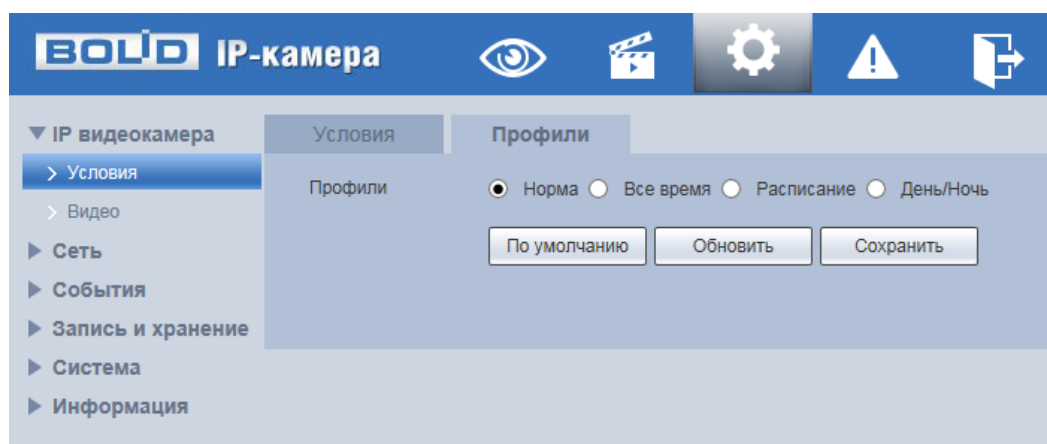 BOLID IP-камера
IP видеокамера
Условия
Видео
Сеть
События
Запись и хранение
Система
Информация
Условия Профили
Профили Норма Все время Расписание День/Ночь
По умолчанию Обновить Сохранить